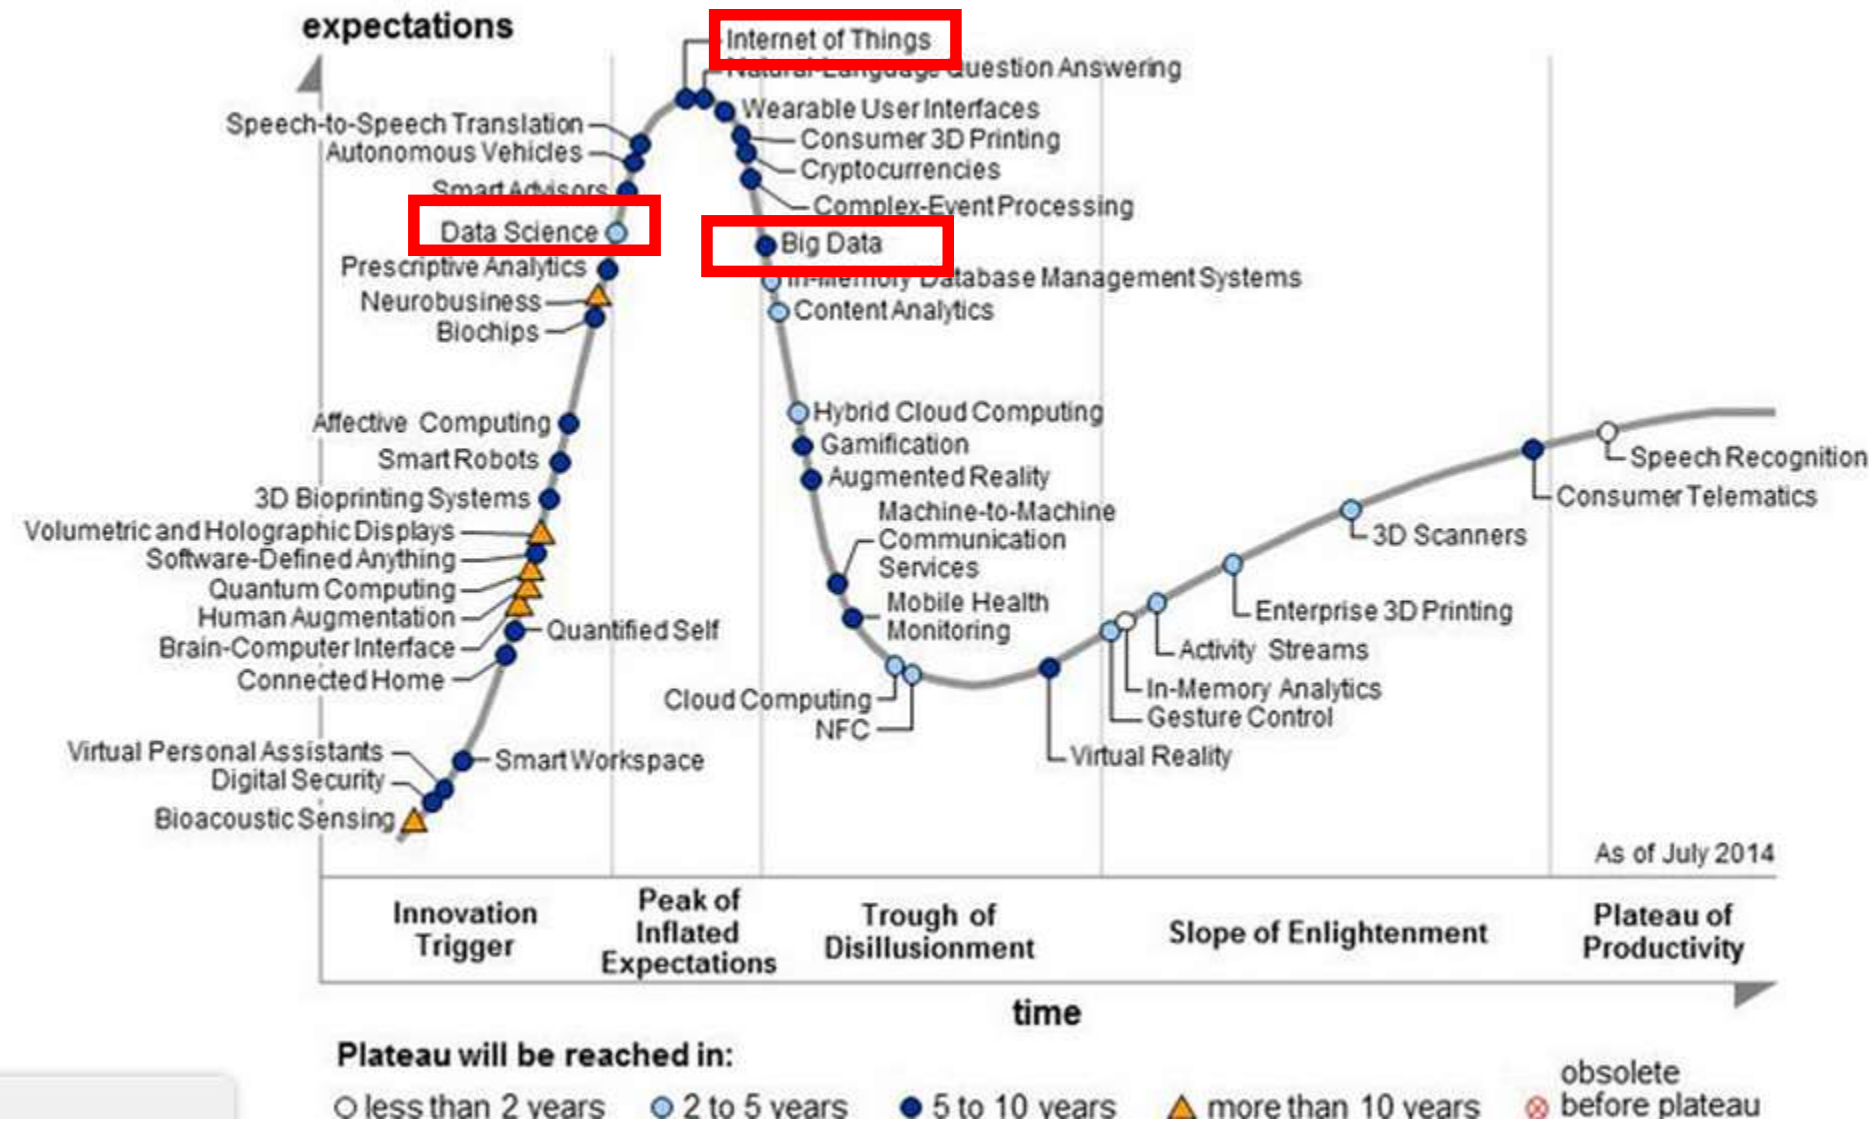 expectations
Internet of Things
Natural-Language Question Answering
Wearable User Interfaces
Speech-to-Speech Translation
Consumer 3D Printing
Autonomous Vehicles
Cryptocurrencies
Smart Advisors
Complex-Event Processing
Data Science
Big Data
Prescriptive Analytics
In-Memory Database Management Systems
Neurobusiness
Content Analytics
Biochips
Hybrid Cloud Computing
Affective Computing
Gamification
Smart Robots
Augmented Reality
3D Bioprinting Systems
Machine-to-Machine
Communication
Services
Volumetric and Holographic Displays
Software-Defined Anything
Quantum Computing
Human Augmentation
Brain-Computer Interface
Connected Home
Quantified Self
Mobile Health
Monitoring
Speech Recognition
Consumer Telematics
3D Scanners
Enterprise 3D Printing
Activity Streams
In-Memory Analytics
Gesture Control
Cloud Computing
NFC
Virtual Reality
Virtual Personal Assistants
Smart Workspace
Digital Security
Bioacoustic Sensing
As of July 2014
Innovation
Trigger
Peak of
Inflated
Expectations
Trough of
Disillusionment
Slope of Enlightenment
Plateau of
Productivity
time
Plateau will be reached in:
less than 2 years
2 to 5 years
5 to 10 years
more than 10 years
obsolete
before plateau